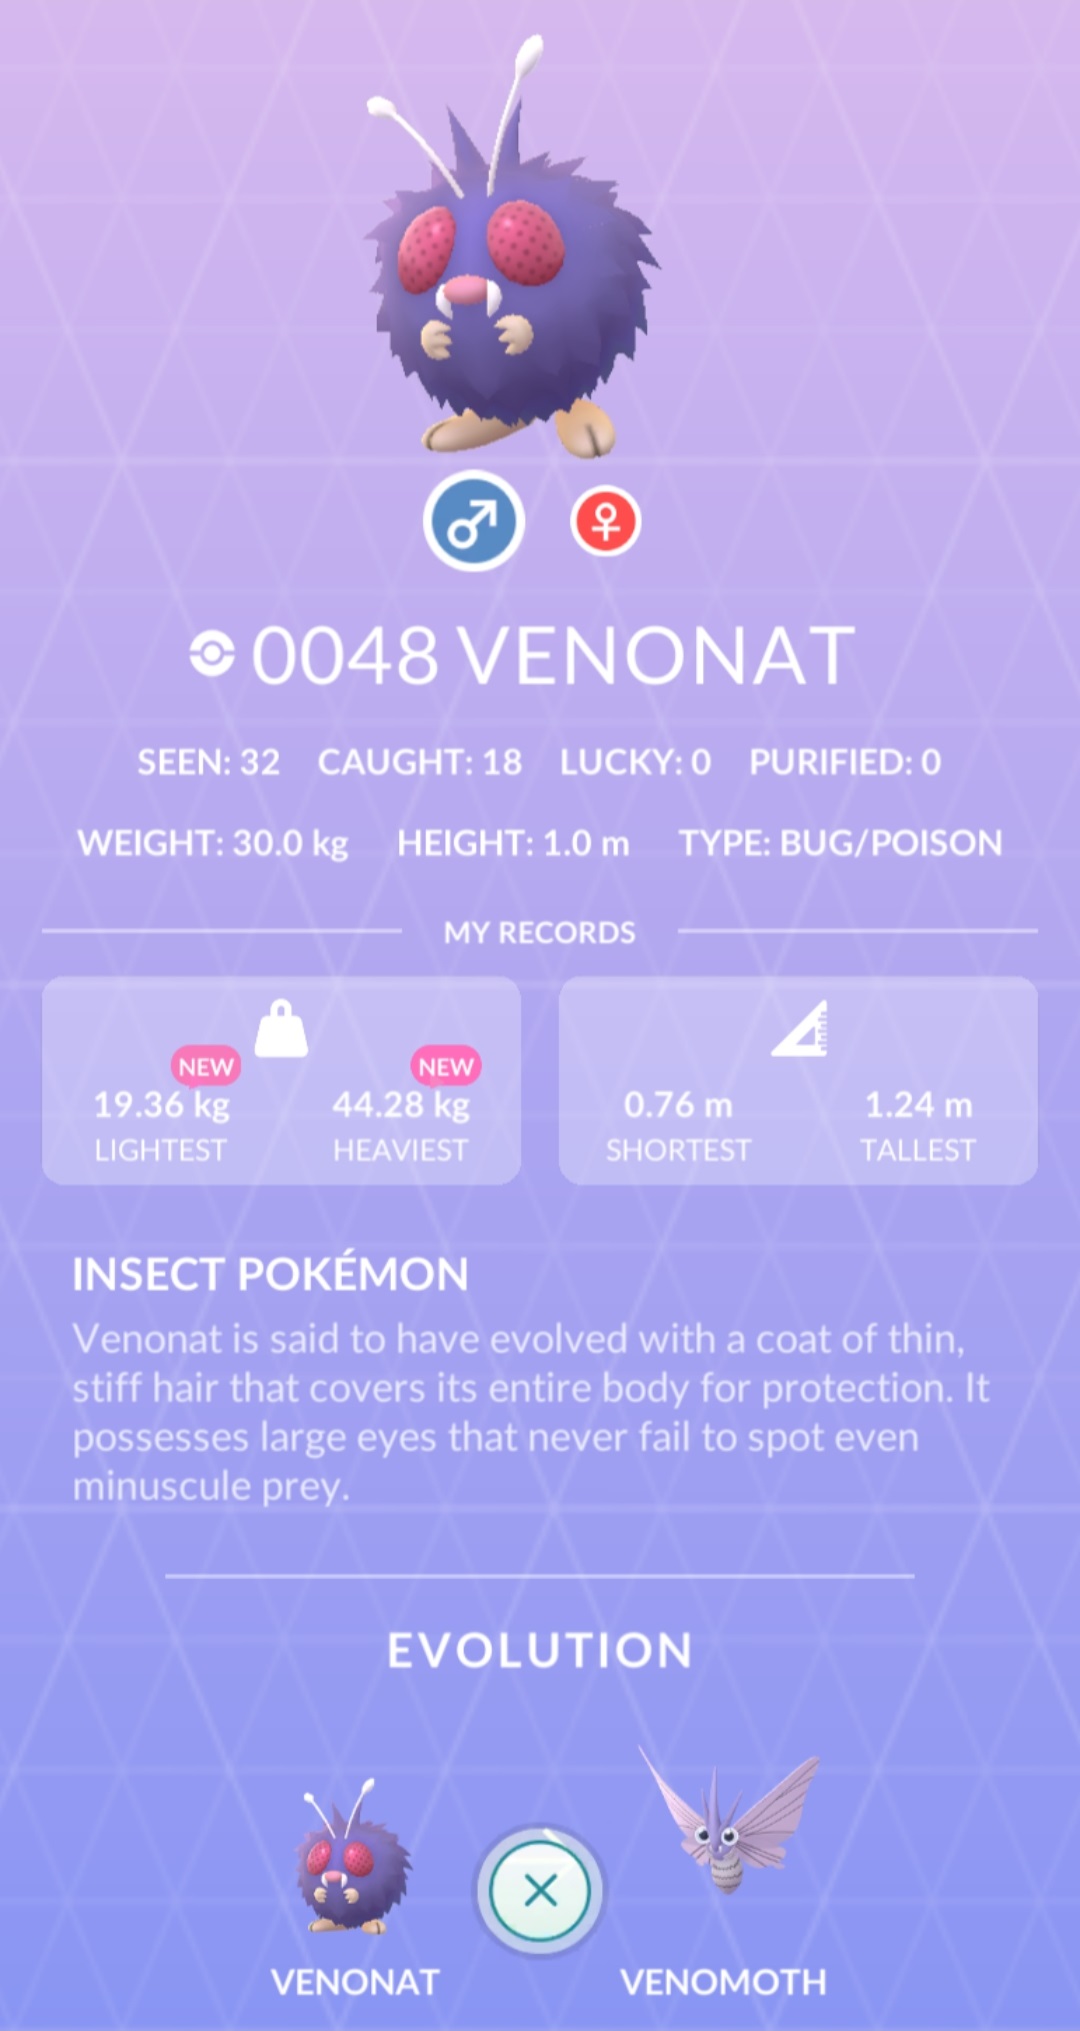 0048 VENONAT
SEEN: 32 CAUGHT: 18 LUCKY: 0 PURIFIED: 0
WEIGHT: 30.0 kg HEIGHT: 1.0 m TYPE: BUG/POISON
MY RECORDS
NEW NEW
19.36 kg 44.28 kg 0.76 m 1.24 m
LIGHTEST HEAVIEST SHORTEST TALLEST
INSECT POKÉMON
Venonat is said to have evolved with a coat of thin,
stiff hair that covers its entire body for protection. It
possesses large eyes that never fail to spot even
minuscule prey.
EVOLUTION
VENONAT VENOMOTH